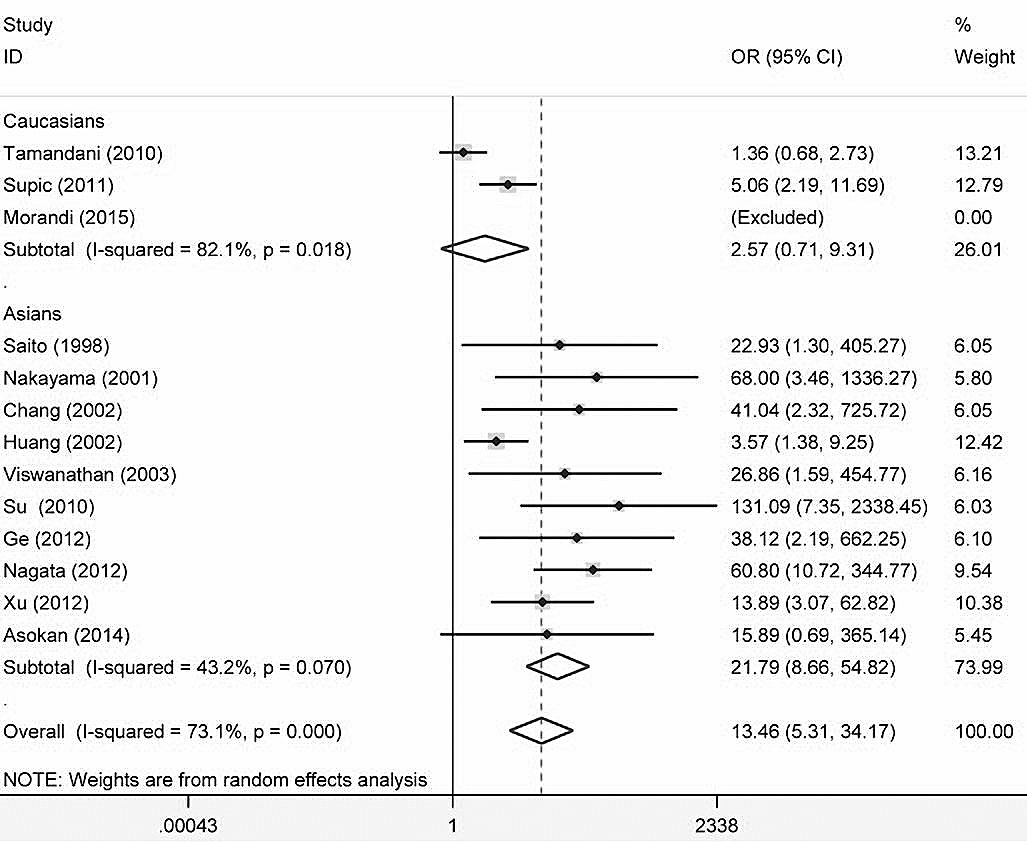 Study %
ID OR (95% CI) Weight
Caucasians
Tamandani (2010) 1.36 (0.68, 2.73) 13.21
Supic (2011) 5.06 (2.19, 11.69) 12.79
Morandi (2015) (Excluded) 0.00
Subtotal (I-squared = 82.1%, p = 0.018) 2.57 (0.71, 9.31) 26.01
.
Asians
Saito (1998) 22.93 (1.30, 405.27) 6.05
Nakayama (2001) 68.00 (3.46, 1336.27) 5.80
Chang (2002) 41.04 (2.32, 725.72) 6.05
Huang (2002) 3.57 (1.38, 9.25) 12.42
Viswanathan (2003) 26.86 (1.59, 454.77) 6.16
Su (2010) 131.09 (7.35, 2338.45) 6.03
Ge (2012) 38.12 (2.19, 662.25) 6.10
Nagata (2012) 60.80 (10.72, 344.77) 9.54
Xu (2012) 13.89 (3.07, 62.82) 10.38
Asokan (2014) 15.89 (0.69, 365.14) 5.45
Subtotal (I-squared = 43.2%, p = 0.070) 21.79 (8.66, 54.82) 73.99
.
Overall (I-squared = 73.1%, p = 0.000) 13.46 (5.31, 34.17) 100.00
NOTE: Weights are from random effects analysis
.00043 1 2338